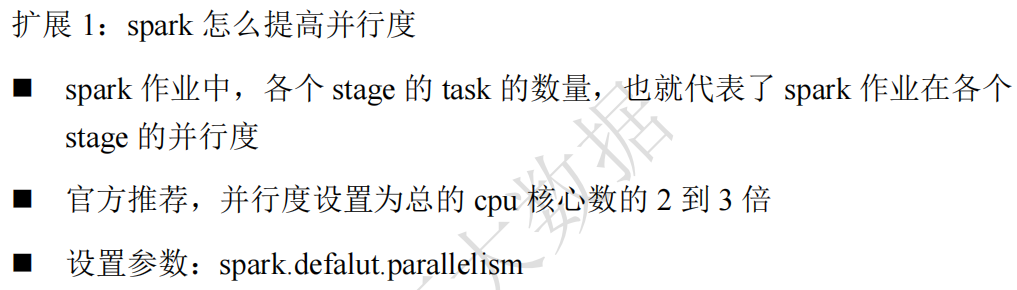 扩展 1：spark 怎么提高并行度
■ spark 作业中，各个 stage 的 task 的数量，也就代表了 spark 作业在各个
stage 的并行度
■ 官方推荐，并行度设置为总的 cpu 核心数的 2 到 3 倍
■ 设置参数：spark.defalut.parallelism
大数据